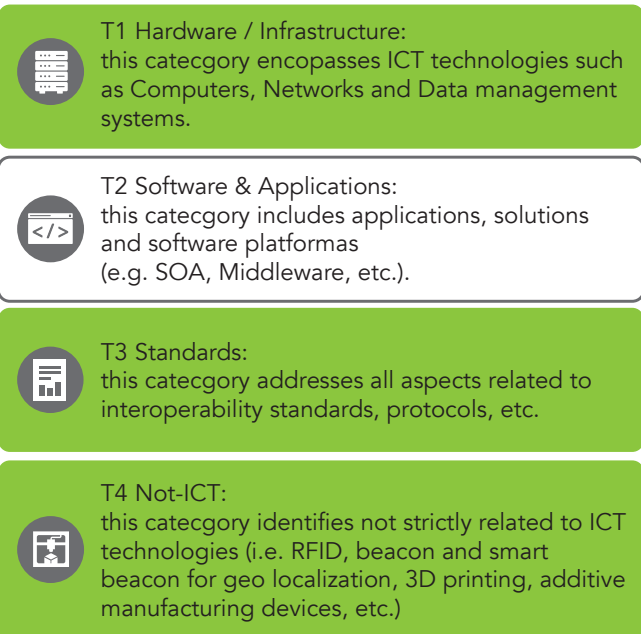 T1 Hardware / Infrastructure:
this catecgory encopasses ICT technologies such
as Computers, Networks and Data management
systems.
</>
T2 Software & Applications:
this catecgory includes applications, solutions
and software platformas
(e.g. SOA, Middleware, etc.).
T3 Standards:
this catecgory addresses all aspects related to
interoperability standards, protocols, etc.
T4 Not-ICT:
this catecgory identifies not strictly related to ICT
technologies (i.e. RFID, beacon and smart
beacon for geo localization, 3D printing, additive
manufacturing devices, etc.)